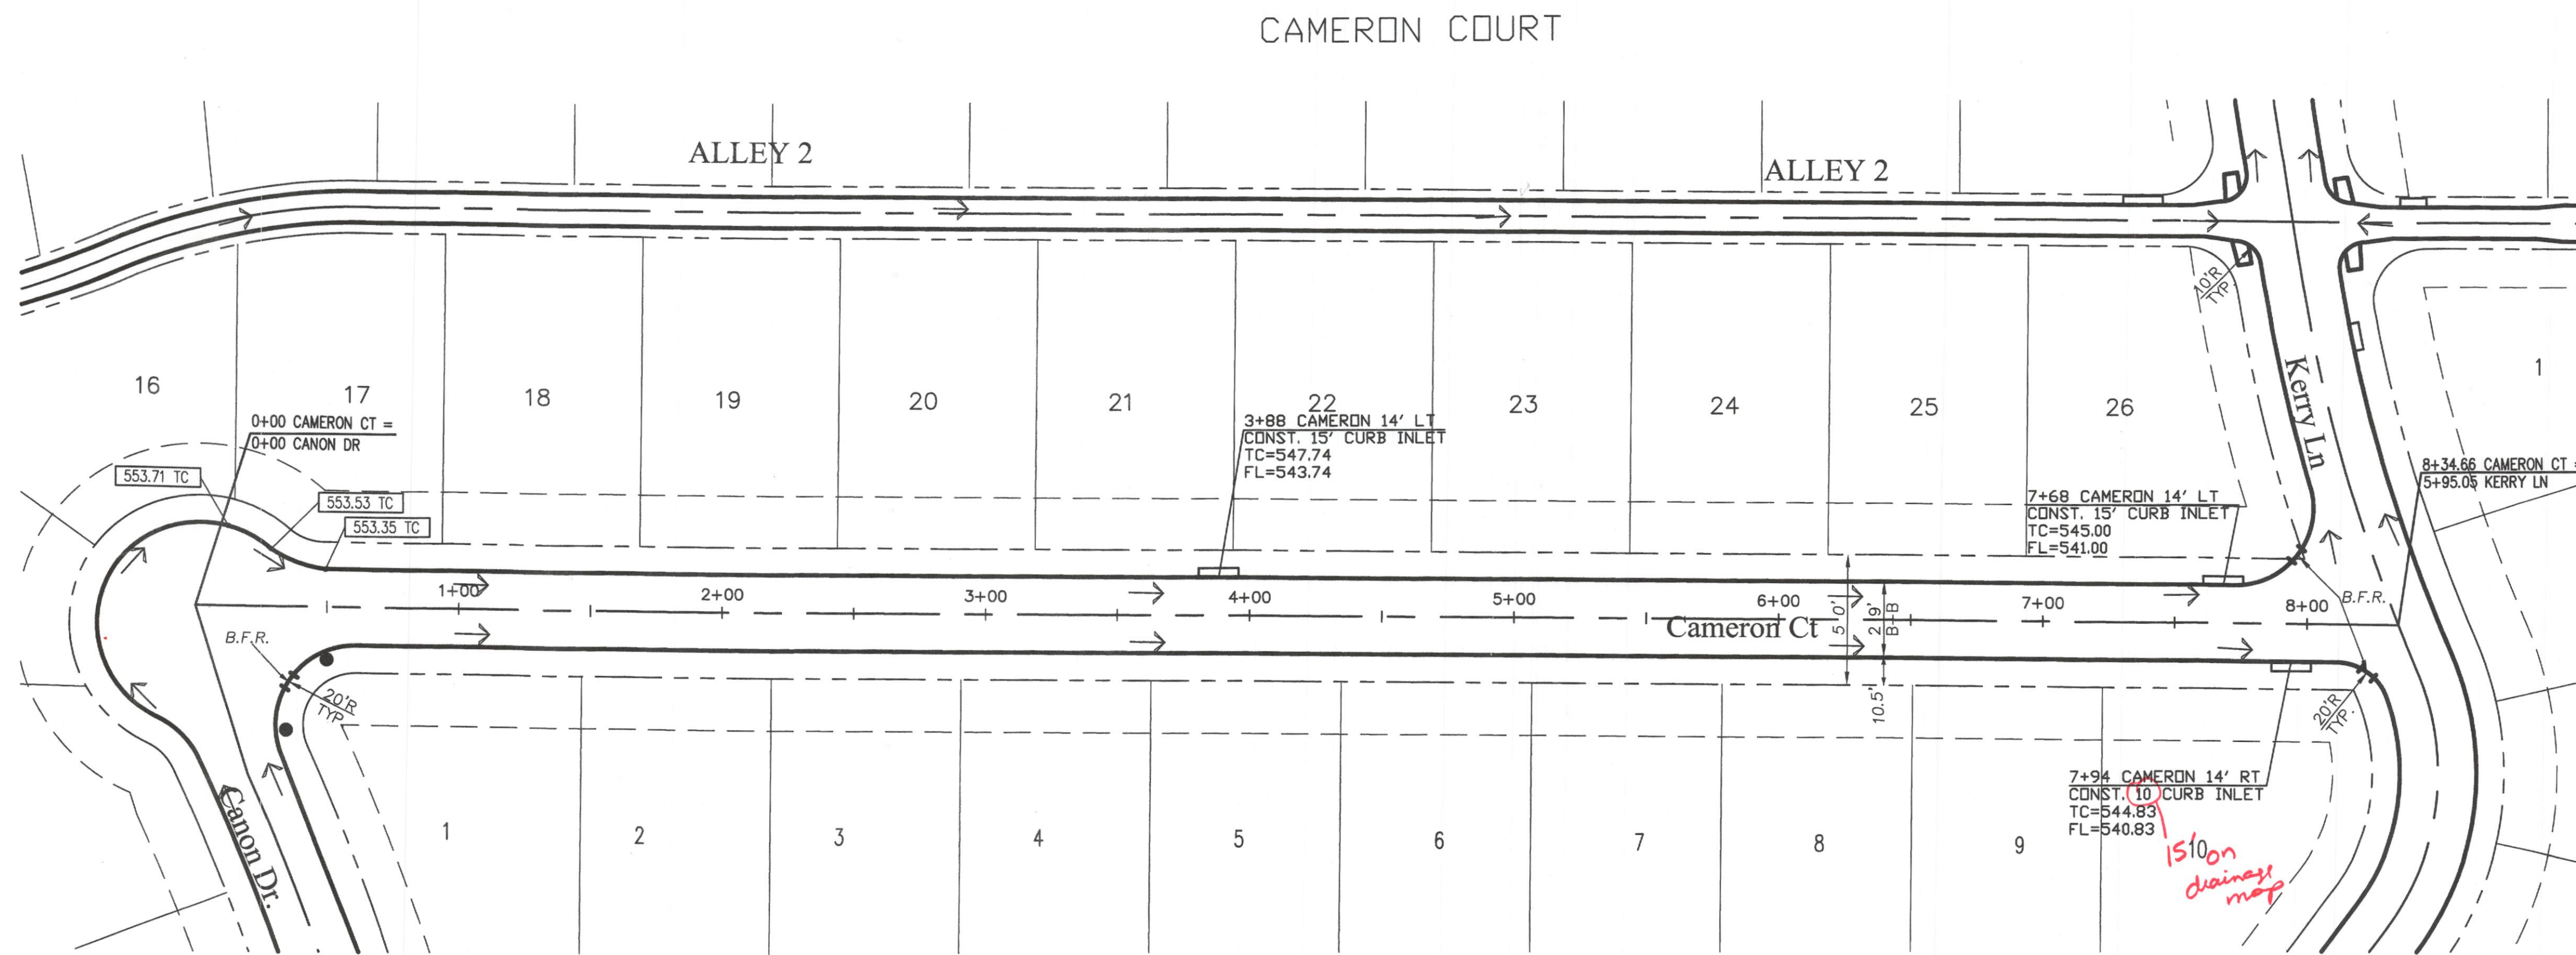 CAMERON COURT
ALLEY 2
ALLEY 2
10'R
TYP.
16
17
18
19
20
21
22
23
24
25
26
1
Kerry Ln
0+00 CAMERON CT =
0+00 CANON DR
553.71 TC
553.53 TC
553.35 TC
3+88 CAMERON 14' LT
CONST. 15' CURB INLET
TC=547.74
FL=543.74
7+68 CAMERON 14' LT
CONST. 15' CURB INLET
TC=545.00
FL=541.00
8+34.66 CAMERON CT =
5+95.05 KERRY LN
1+00
2+00
3+00
4+00
5+00
6+00
7+00
8+00
B.F.R.
B.F.R.
Cameron Ct
5 0'
2 9'
B-B
10.5'
20'R
TYP.
20'R
TYP.
Canon Dr.
7+94 CAMERON 14' RT
CONST. 10 CURB INLET
TC=544.83
FL=540.83
1
2
3
4
5
6
7
8
9
10
15' on
drainage
map